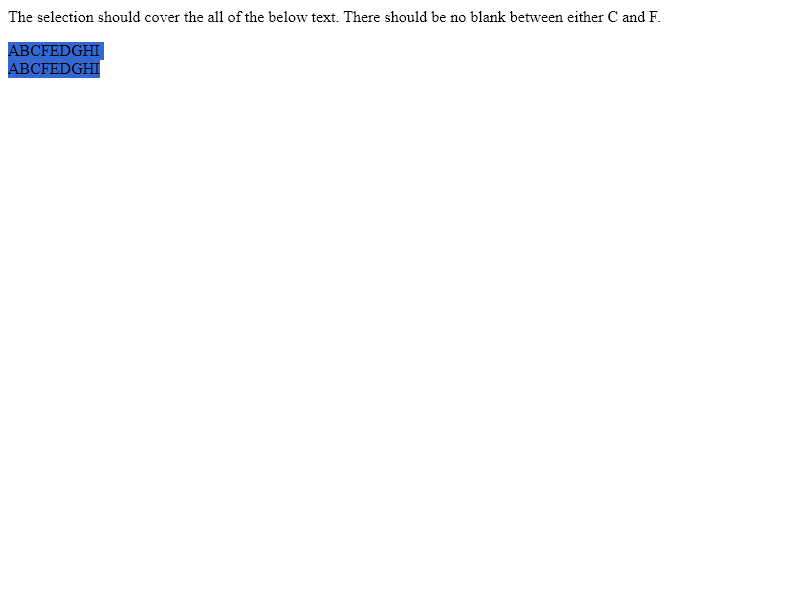 The selection should cover the all of the below text. There should be no blank between either C and F.
ABCFEDGHI
ABCFEDGHI